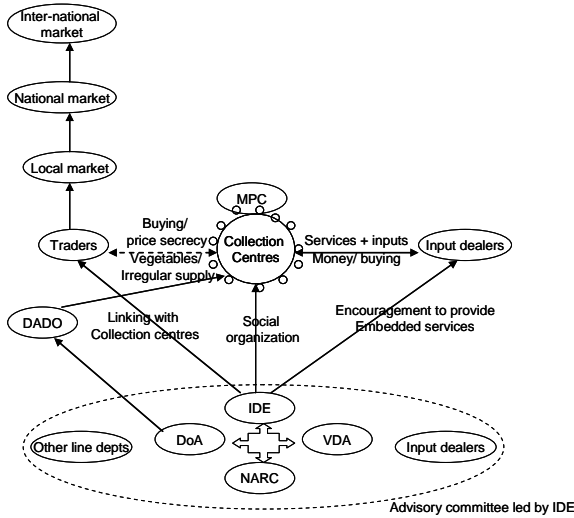 Inter-national
market
National market
Local market
MPC
Traders
Buying/
price secrecy
Vegetables/
Irregular supply
Collection
Centres
Services + inputs
Money/ buying
Input dealers
DADO
Linking with
Collection centres
Social
organization
Encouragement to provide
Embedded services
IDE
Other line depts
DoA
VDA
Input dealers
NARC
Advisory committee led by IDE